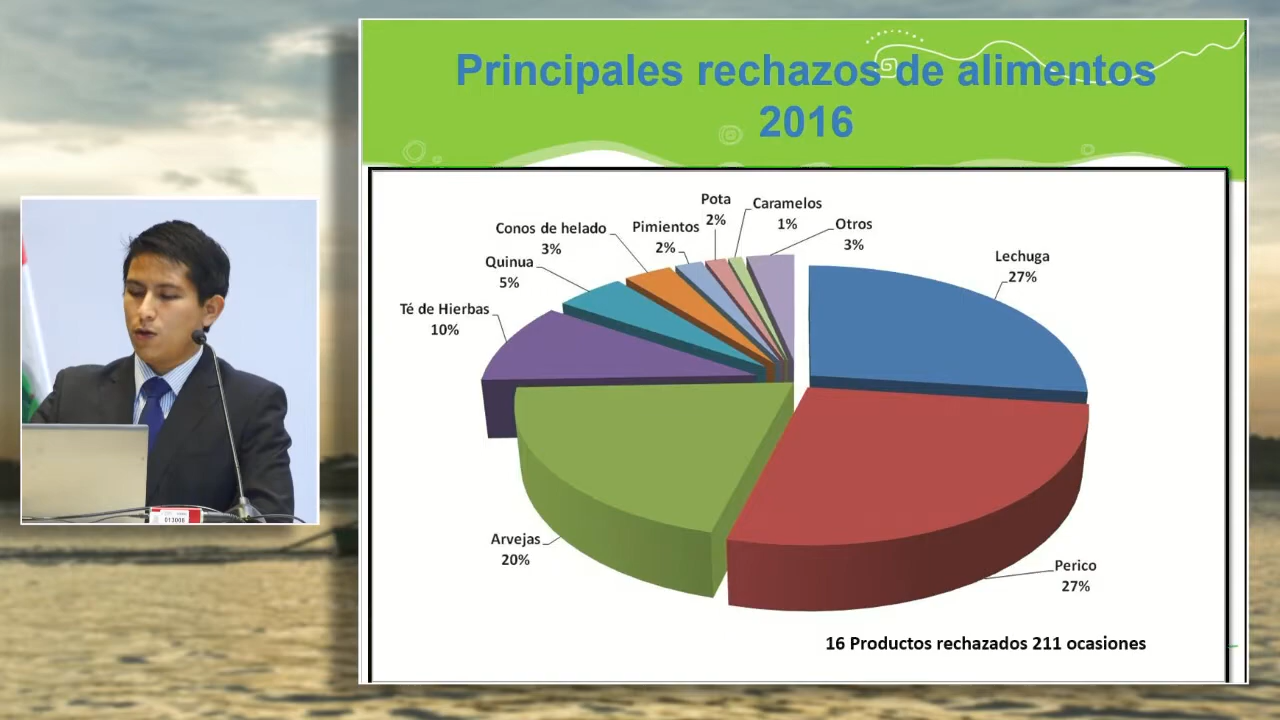 Principales rechazos de alimentos
2016
Pota
2%
Caramelos
1%
Conos de helado
3%
Pimientos
2%
Otros
3%
Quinua
5%
Lechuga
27%
Té de Hierbas
10%
Arvejas
20%
Perico
27%
16 Productos rechazados 211 ocasiones
013006